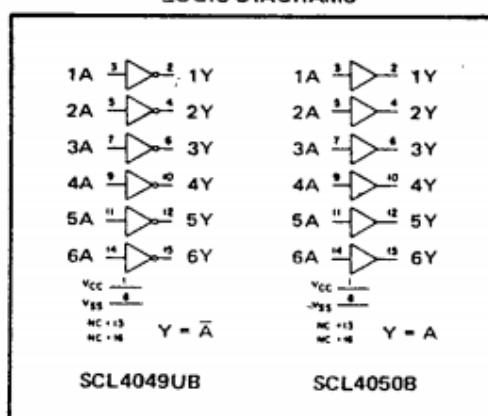 1A 3 2 1Y
2A 5 4 2Y
3A 7 6 3Y
4A 9 10 4Y
5A 11 12 5Y
6A 14 15 6Y
VCC 1
VSS 8
NC = 13
NC = 16
Y = A̅
SCL4049UB
1A 3 2 1Y
2A 5 4 2Y
3A 7 6 3Y
4A 9 10 4Y
5A 11 12 5Y
6A 14 15 6Y
VCC 1
VSS 8
NC = 13
NC = 16
Y = A
SCL4050B